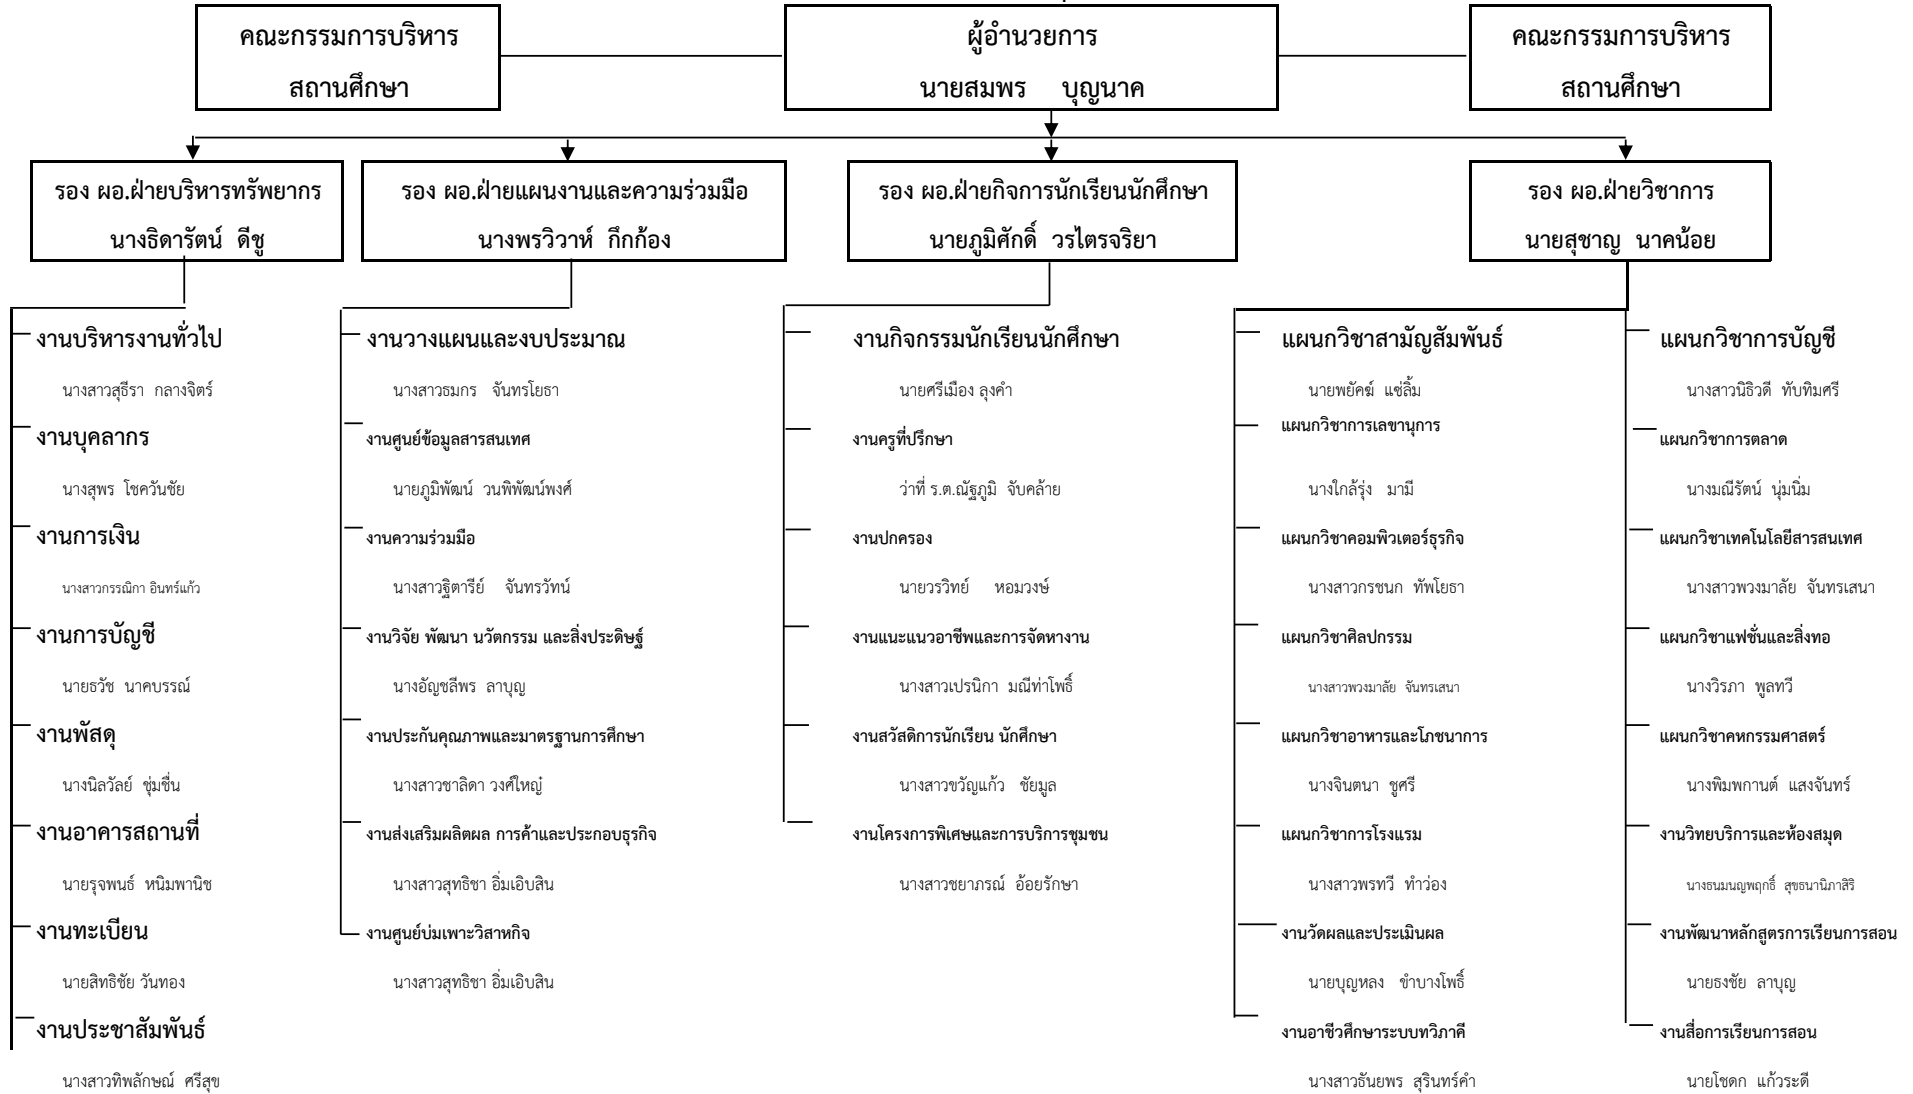 คณะกรรมการบริหาร
สถานศึกษา
ผู้อำนวยการ
นายสมพร บุญนาค
คณะกรรมการบริหาร
สถานศึกษา
รอง ผอ.ฝ่ายบริหารทรัพยากร
นางธิดารัตน์ ดีชู
รอง ผอ.ฝ่ายแผนงานและความร่วมมือ
นางพรวิวาห์ กึกก้อง
รอง ผอ.ฝ่ายกิจการนักเรียนนักศึกษา
นายภูมิศักดิ์ วรไตรจริยา
รอง ผอ.ฝ่ายวิชาการ
นายสุชาญ นาคน้อย
งานบริหารงานทั่วไป
นางสาวสุธีรา กลางจิตร์
งานบุคลากร
นางสุพร โชควันชัย
งานการเงิน
นางสาวกรรณิกา อินทร์แก้ว
งานการบัญชี
นายธวัช นาคบรรณ์
งานพัสดุ
นางนิลวัลย์ ชุ่มชื่น
งานอาคารสถานที่
นายรุจพนธ์ หนิมพานิช
งานทะเบียน
นายสิทธิชัย วันทอง
งานประชาสัมพันธ์
นางสาวทิพลักษณ์ ศรีสุข
งานวางแผนและงบประมาณ
นางสาวธมกร จันทรโยธา
งานศูนย์ข้อมูลสารสนเทศ
นายภูมิพัฒน์ วนพิพัฒน์พงศ์
งานความร่วมมือ
นางสาวฐิตารีย์ จันทรวัทน์
งานวิจัย พัฒนา นวัตกรรม และสิ่งประดิษฐ์
นางอัญชลีพร ลาบุญ
งานประกันคุณภาพและมาตรฐานการศึกษา
นางสาวชาลิดา วงศ์ใหญ่
งานส่งเสริมผลิตผล การค้าและประกอบธุรกิจ
นางสาวสุทธิชา อิ่มเอิบสิน
งานศูนย์บ่มเพาะวิสาหกิจ
นางสาวสุทธิชา อิ่มเอิบสิน
งานกิจกรรมนักเรียนนักศึกษา
นายศรีเมือง ลุงคำ
งานครูที่ปรึกษา
ว่าที่ ร.ต.ณัฐภูมิ จับคล้าย
งานปกครอง
นายวรวิทย์ หอมวงษ์
งานแนะแนวอาชีพและการจัดหางาน
นางสาวเปรนิกา มณีท่าโพธิ์
งานสวัสดิการนักเรียน นักศึกษา
นางสาวขวัญแก้ว ชัยมูล
งานโครงการพิเศษและการบริการชุมชน
นางสาวชยาภรณ์ อ้อยรักษา
แผนกวิชาสามัญสัมพันธ์
นายพยัคฆ์ แซ่ลิ้ม
แผนกวิชาการเลขานุการ
นางใกล้รุ่ง มามี
แผนกวิชาคอมพิวเตอร์ธุรกิจ
นางสาวกรชนก ทัพโยธา
แผนกวิชาศิลปกรรม
นางสาวพวงมาลัย จันทรเสนา
แผนกวิชาอาหารและโภชนาการ
นางจินตนา ชูศรี
แผนกวิชาการโรงแรม
นางสาวพรทวี ทำว่อง
งานวัดผลและประเมินผล
นายบุญหลง ขำบางโพธิ์
งานอาชีวศึกษาระบบทวิภาคี
นางสาวธันยพร สุรินทร์คำ
แผนกวิชาการบัญชี
นางสาวนิธิวดี ทับทิมศรี
แผนกวิชาการตลาด
นางมณีรัตน์ นุ่มนิ่ม
แผนกวิชาเทคโนโลยีสารสนเทศ
นางสาวพวงมาลัย จันทรเสนา
แผนกวิชาแฟชั่นและสิ่งทอ
นางวิรภา พูลทวี
แผนกวิชาคหกรรมศาสตร์
นางพิมพกานต์ แสงจันทร์
งานวิทยบริการและห้องสมุด
นางธนมนญพฤกธิ์ สุขธนานิภาสิริ
งานพัฒนาหลักสูตรการเรียนการสอน
นายธงชัย ลาบุญ
งานสื่อการเรียนการสอน
นายโชดก แก้วระดี